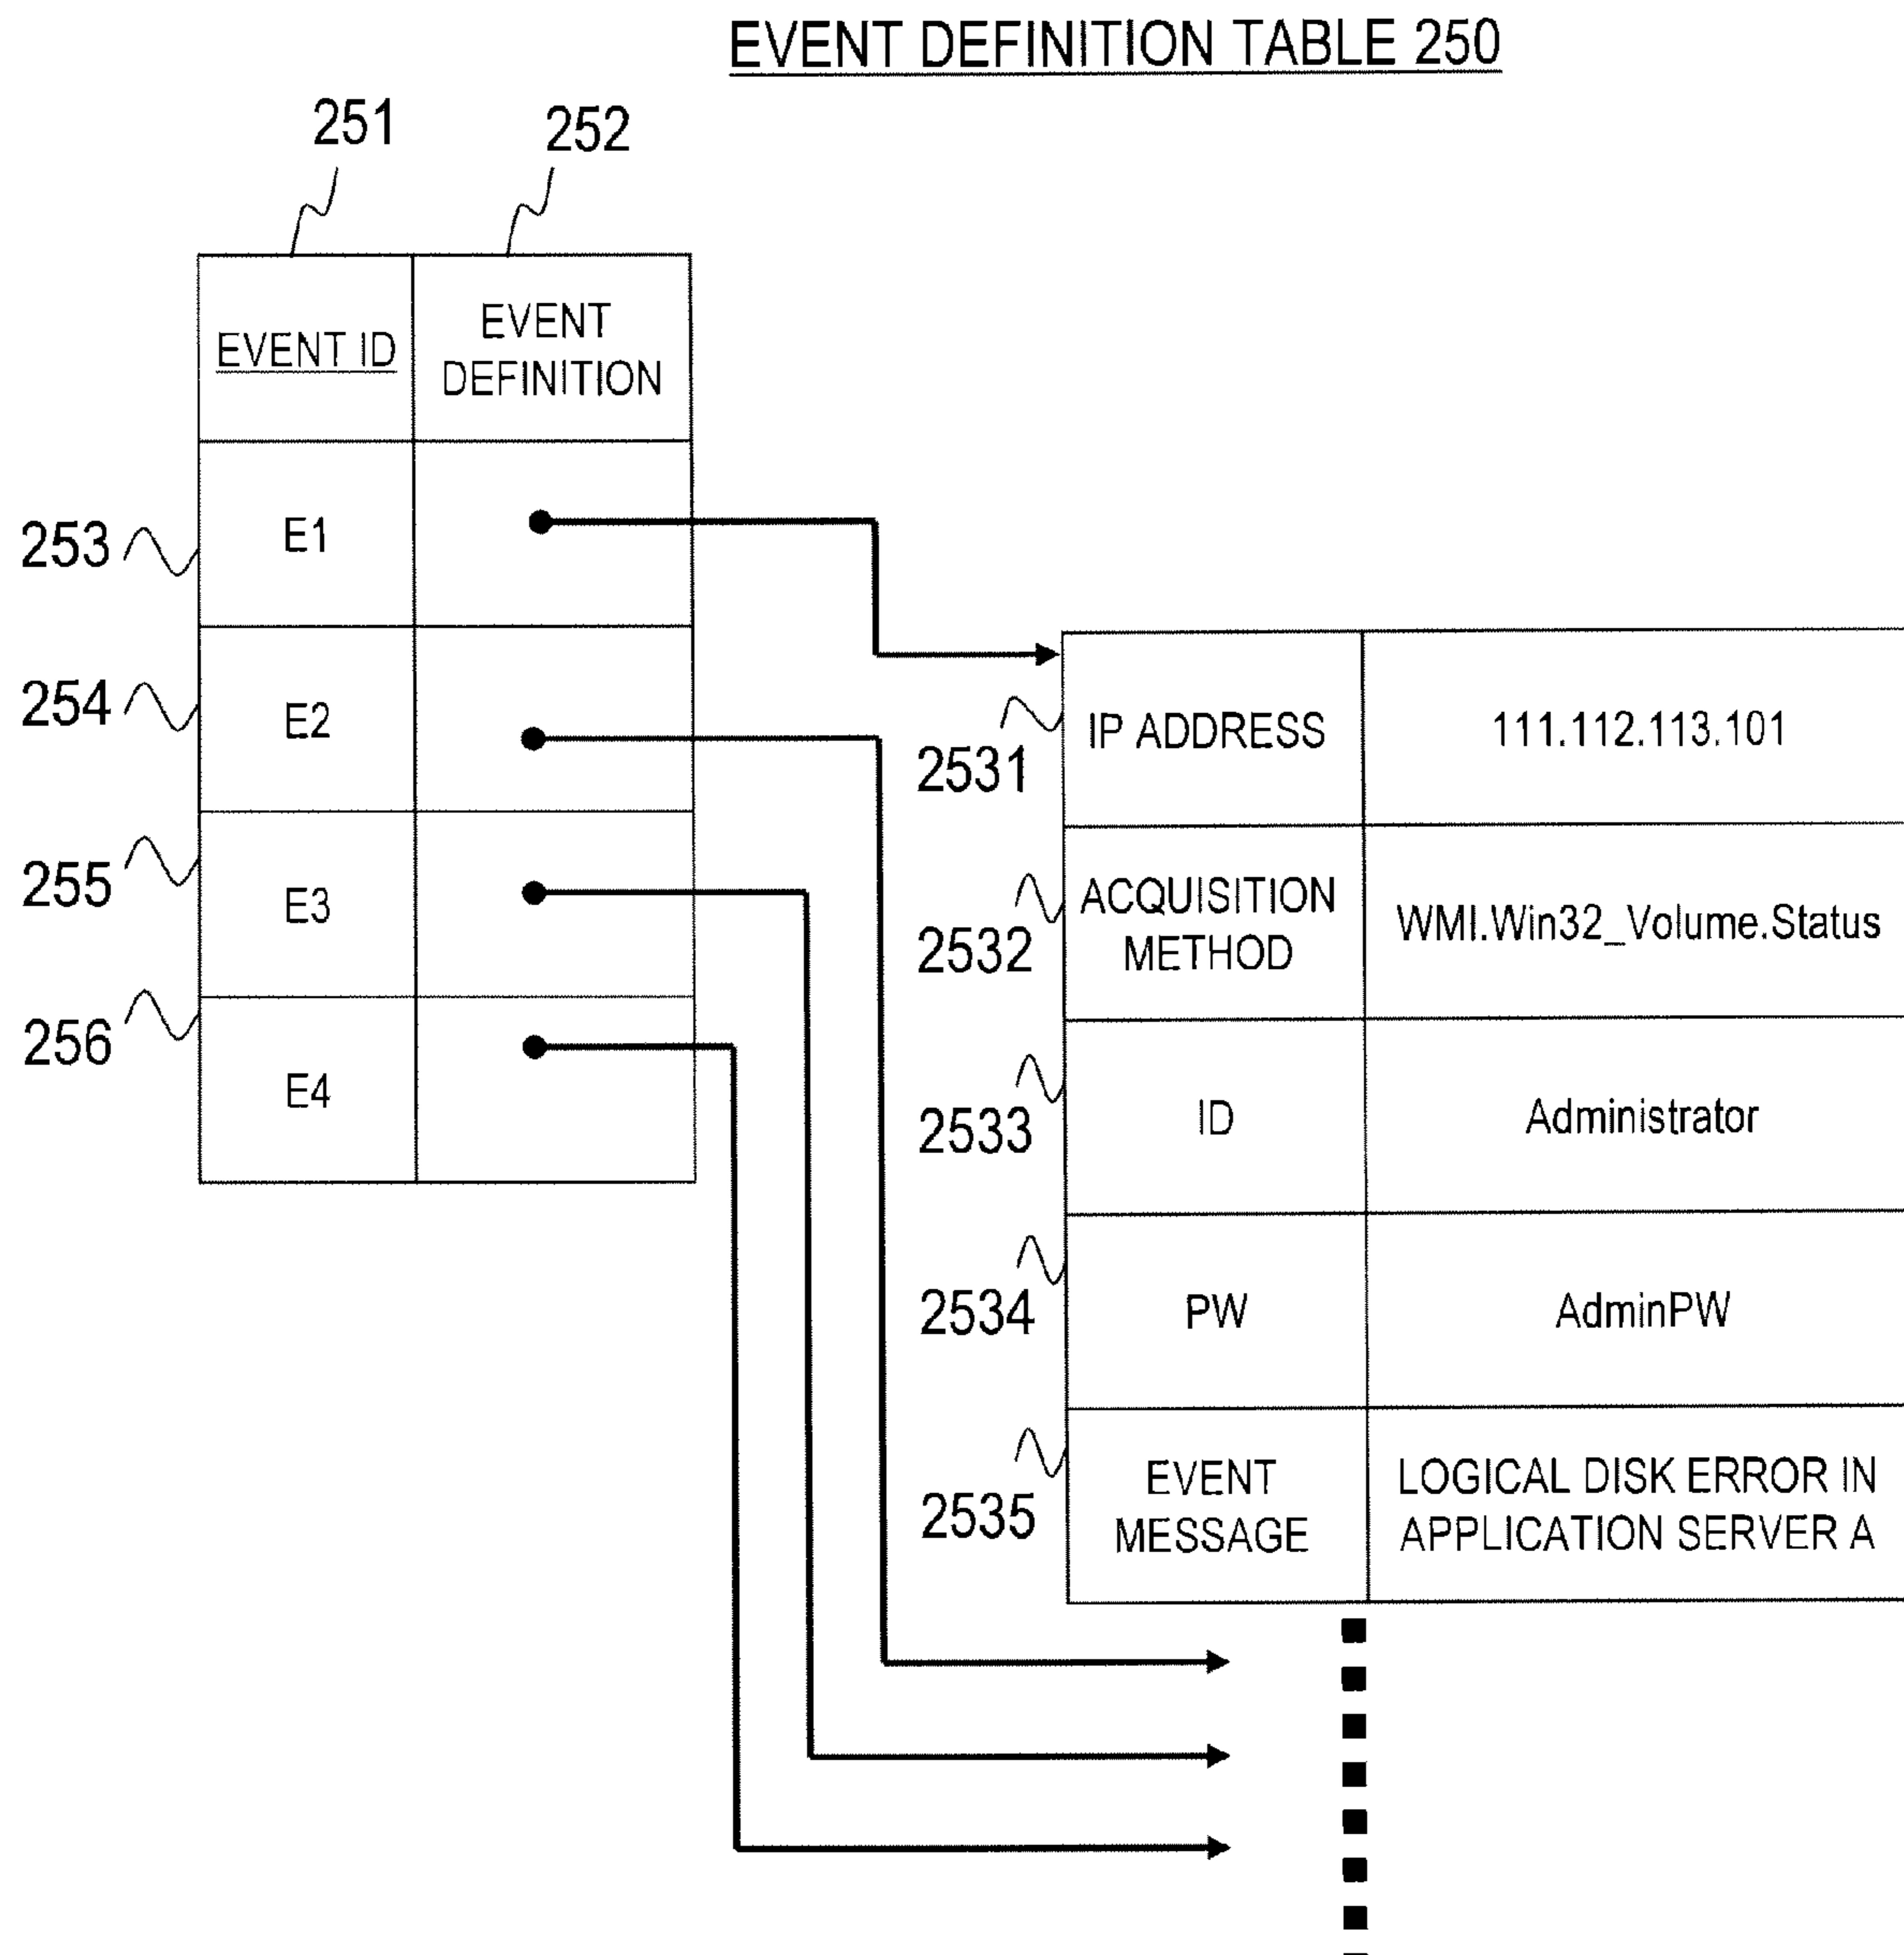 EVENT DEFINITION TABLE 250
251
252
EVENT ID
EVENT
DEFINITION
253
E1
254
E2
255
E3
256
E4
2531
IP ADDRESS
111.112.113.101
2532
ACQUISITION
METHOD
WMI.Win32_Volume.Status
2533
ID
Administrator
2534
PW
AdminPW
2535
EVENT
MESSAGE
LOGICAL DISK ERROR IN
APPLICATION SERVER A